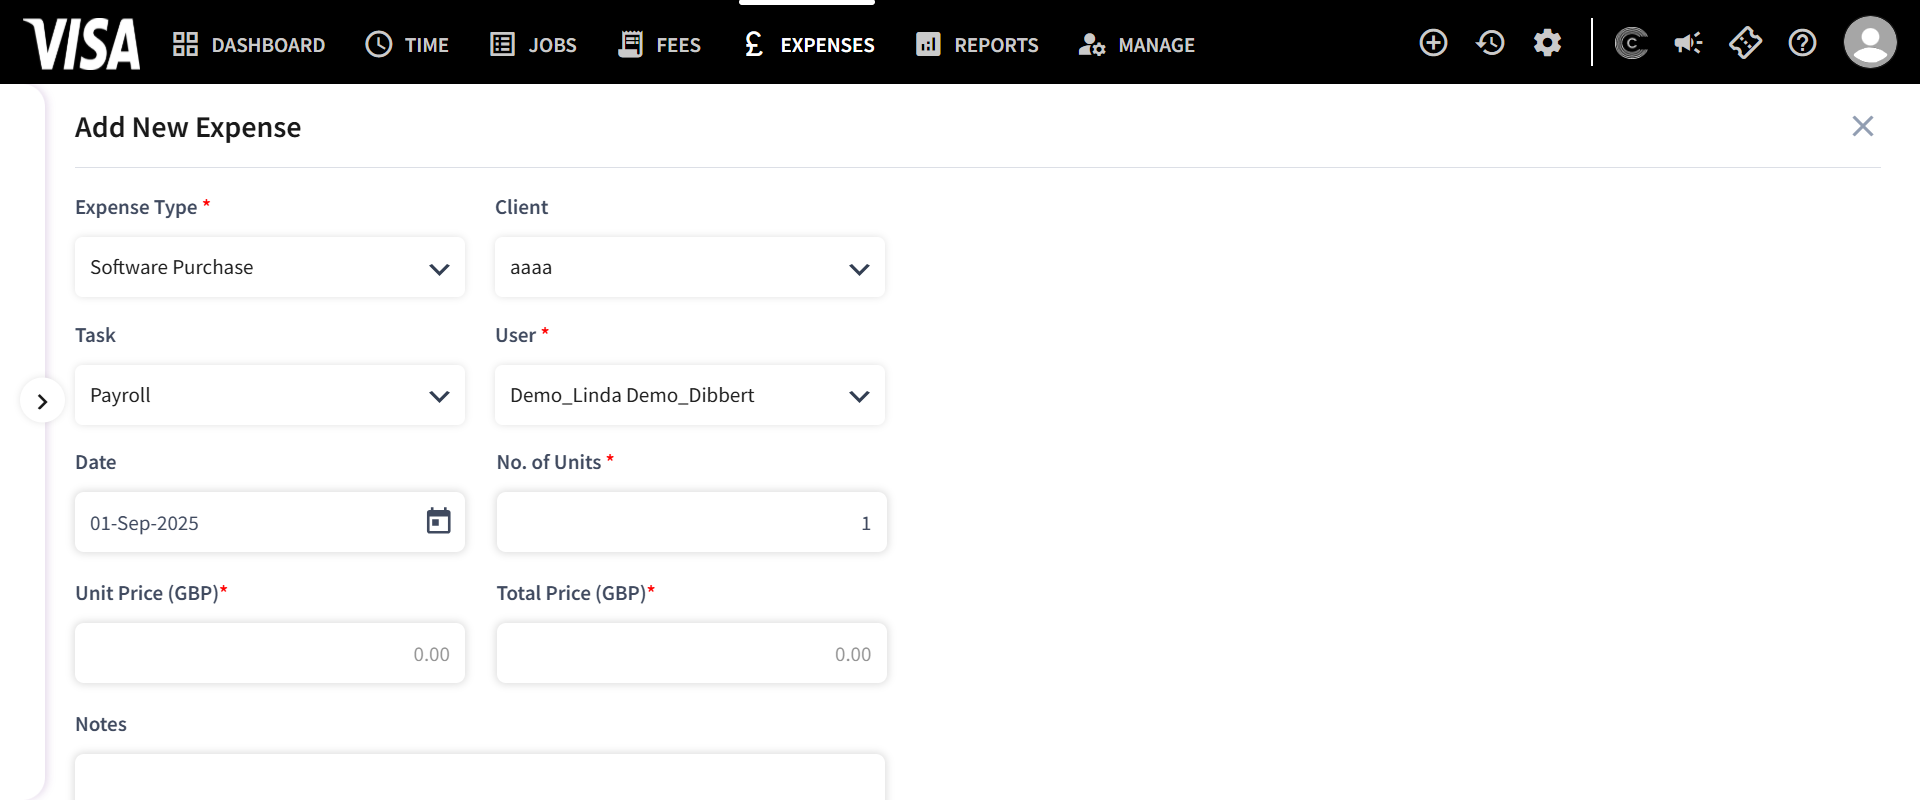 VISA DASHBOARD TIME JOBS FEES £ EXPENSES REPORTS MANAGE
Add New Expense
Expense Type * Client
Software Purchase aaaa
Task User *
Payroll Demo_Linda Demo_Dibbert
Date No. of Units *
01-Sep-2025 1
Unit Price (GBP)* Total Price (GBP)*
0.00 0.00
Notes